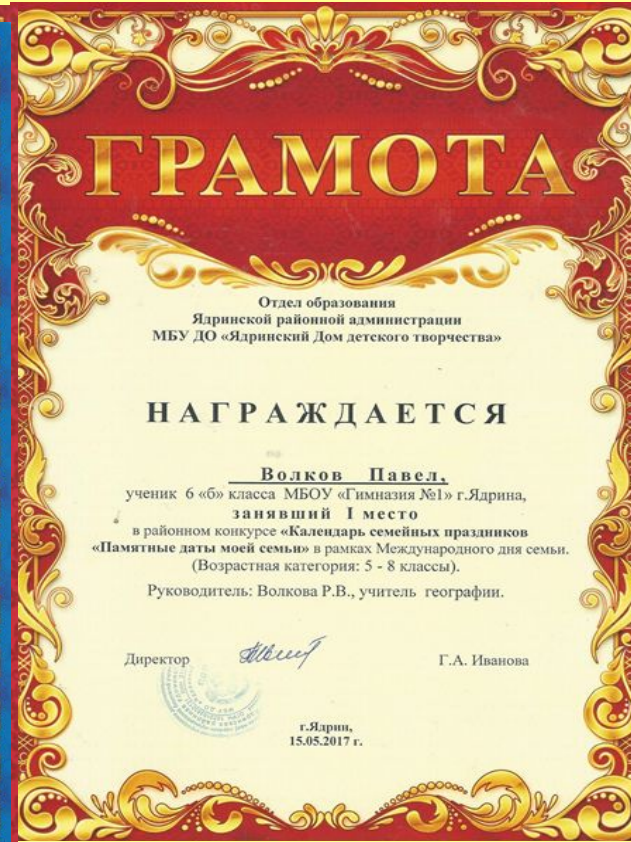 ГРАМОТА
Отдел образования
Ядринской районной администрации
МБУ ДО «Ядринский Дом детского творчества»
НАГРАЖДАЕТСЯ
Волков Павел,
ученик 6 «б» класса МБОУ «Гимназия №1» г.Ядрина,
занявший I место
в районном конкурсе «Календарь семейных праздников
«Памятные даты моей семьи» в рамках Международного дня семьи.
(Возрастная категория: 5 - 8 классы).
Руководитель: Волкова Р.В., учитель географии.
Директор Г.А. Иванова
г.Ядрин,
15.05.2017 г.